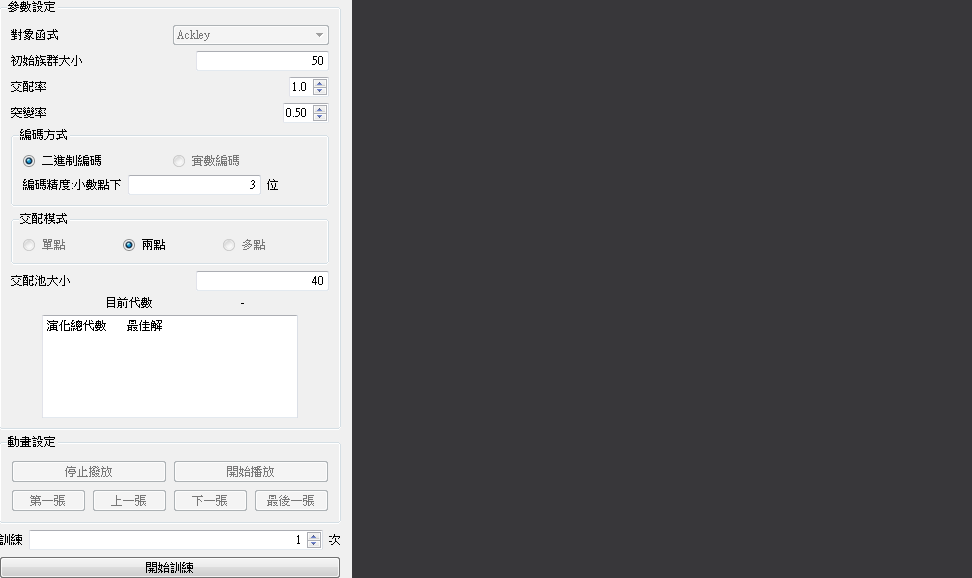 參數設定
對象函式 Ackley
初始族群大小 50
交配率 1.0
突變率 0.50
編碼方式
二進制編碼 實數編碼
編碼精度:小數點下 3 位
交配模式
單點 兩點 多點
交配池大小 40
目前代數 -
演化總代數 最佳解
動畫設定
停止撥放 開始播放
第一張 上一張 下一張 最後一張
訓練 1 次
開始訓練